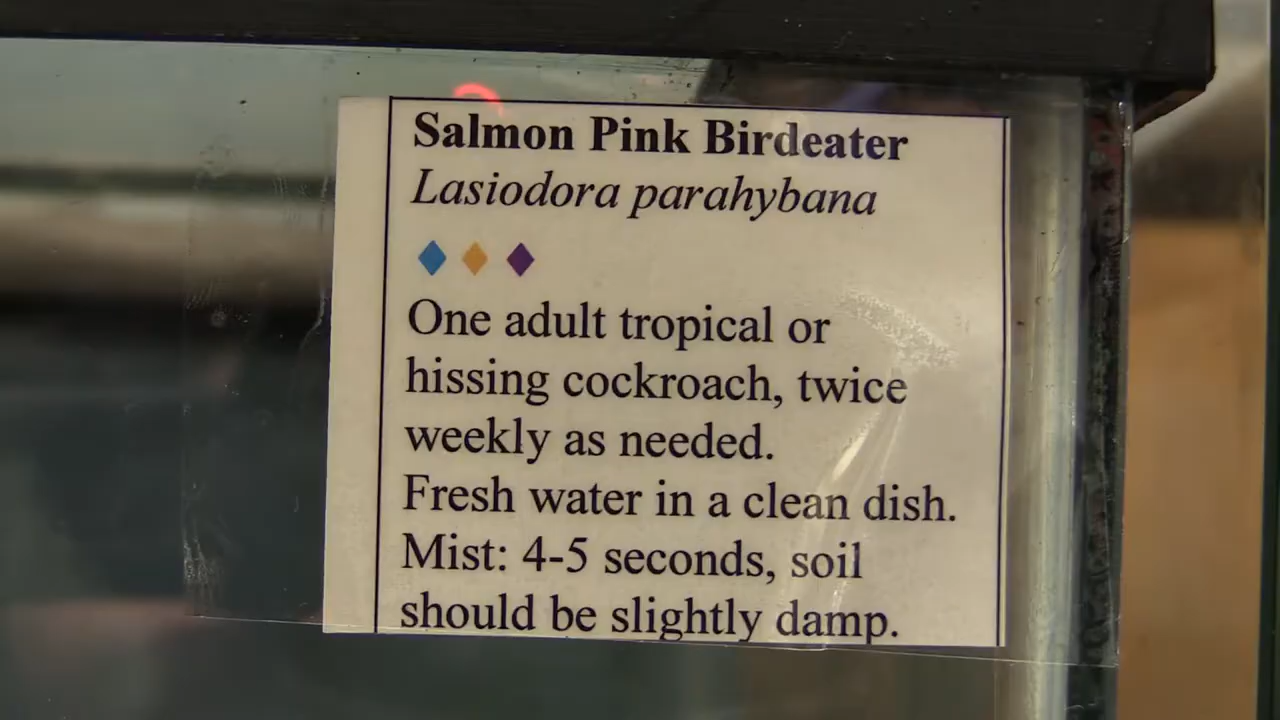 Salmon Pink Birdeater
Lasiodora parahybana
One adult tropical or
hissing cockroach, twice
weekly as needed.
Fresh water in a clean dish.
Mist: 4-5 seconds, soil
should be slightly damp.